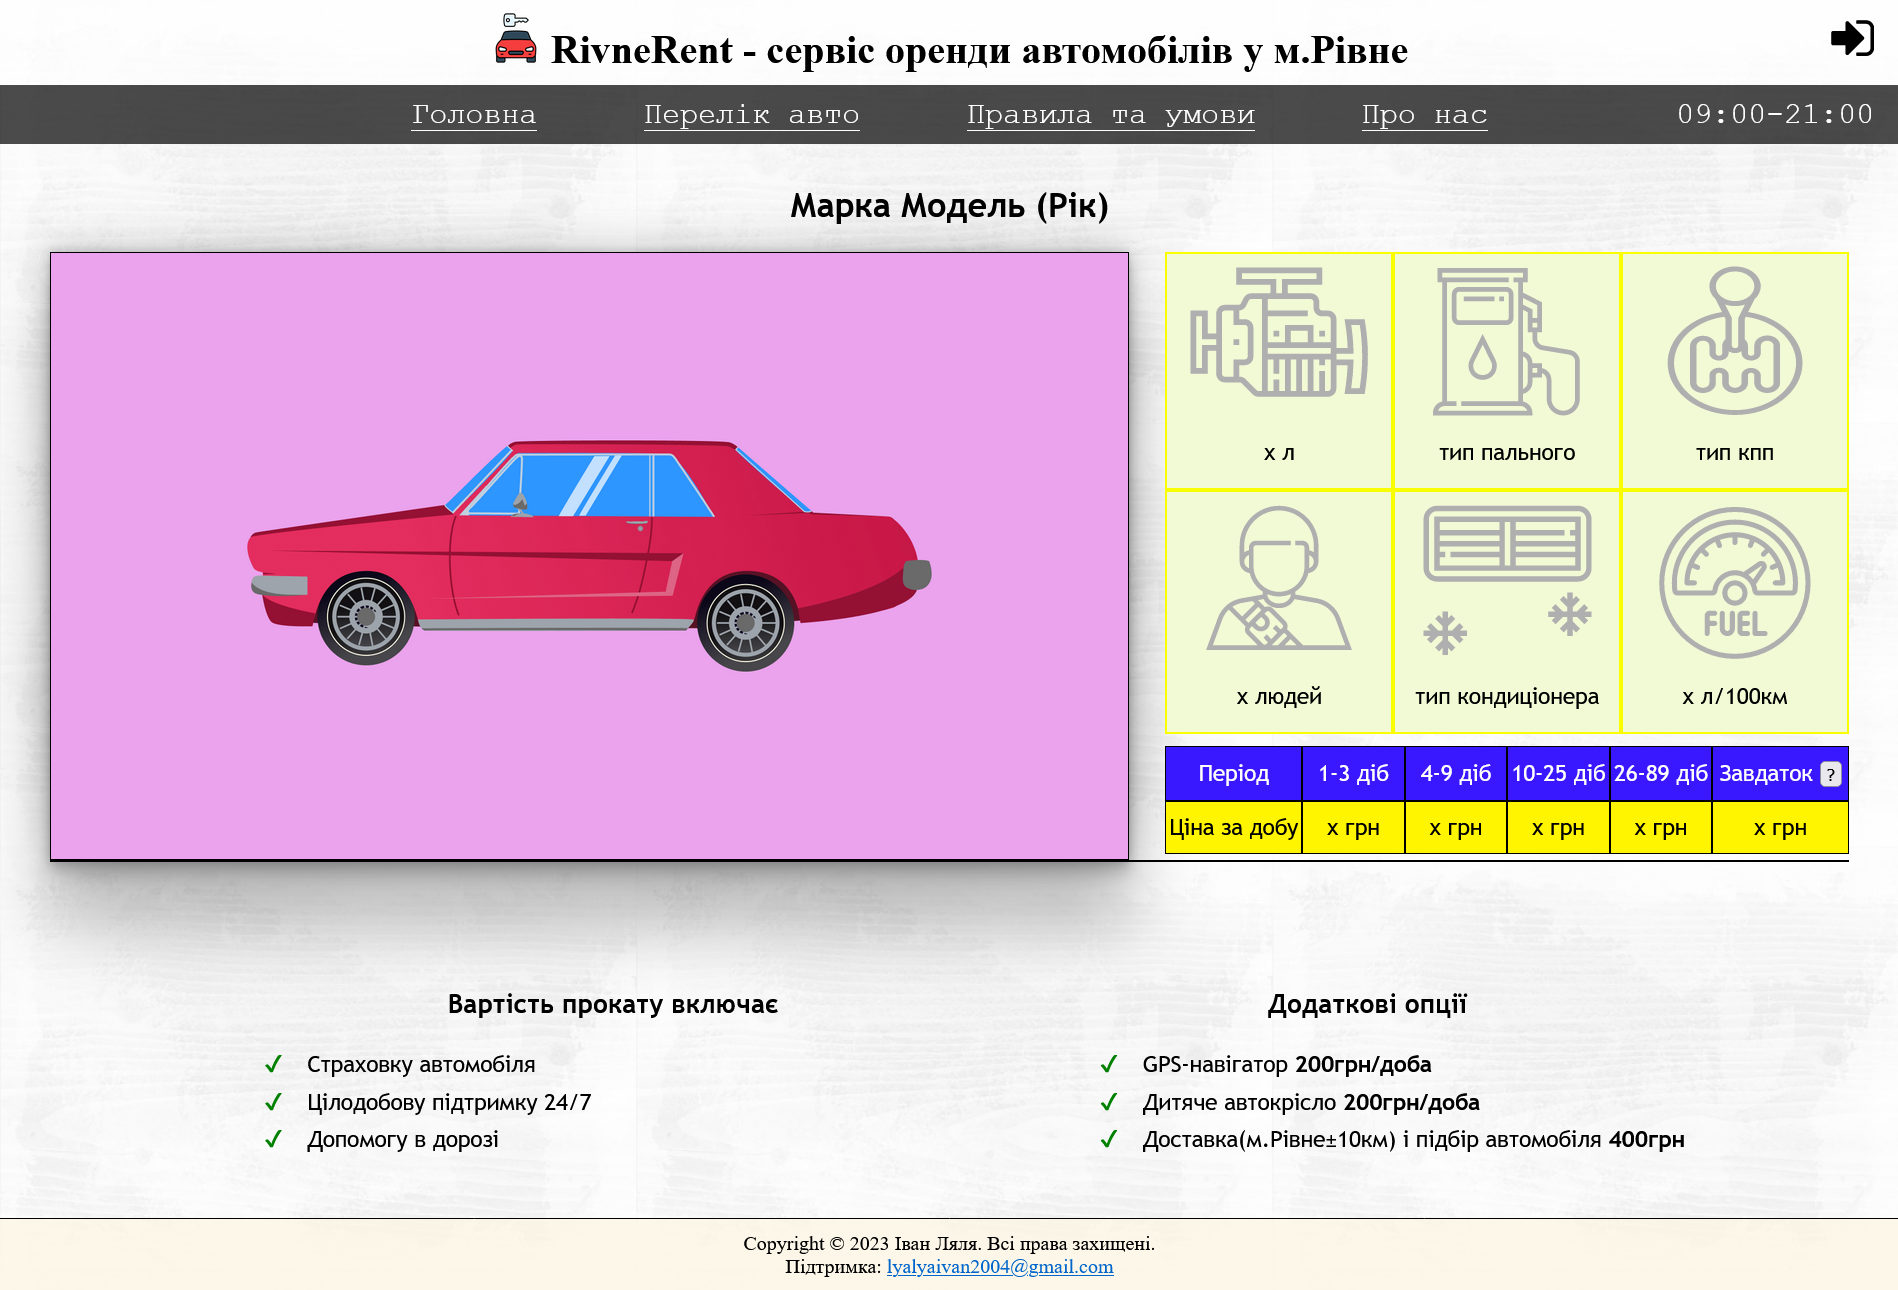 RivneRent - сервіс оренди автомобілів у м.Рівне
Головна Перелік авто Правила та умови Про нас 09:00-21:00
Марка Модель (Рік)
х л тип пального тип кпп
FUEL
х людей тип кондиціонера х л/100км
Період 1-3 діб 4-9 діб 10-25 діб 26-89 діб Завдаток ?
Ціна за добу х грн х грн х грн х грн х грн
Вартість прокату включає
✓ Страховку автомобіля
✓ Цілодобову підтримку 24/7
✓ Допомогу в дорозі
Додаткові опції
✓ GPS-навігатор 200грн/доба
✓ Дитяче автокрісло 200грн/доба
✓ Доставка(м.Рівне±10км) і підбір автомобіля 400грн
Copyright © 2023 Іван Ляля. Всі права захищені.
Підтримка: lyalyaivan2004@gmail.com